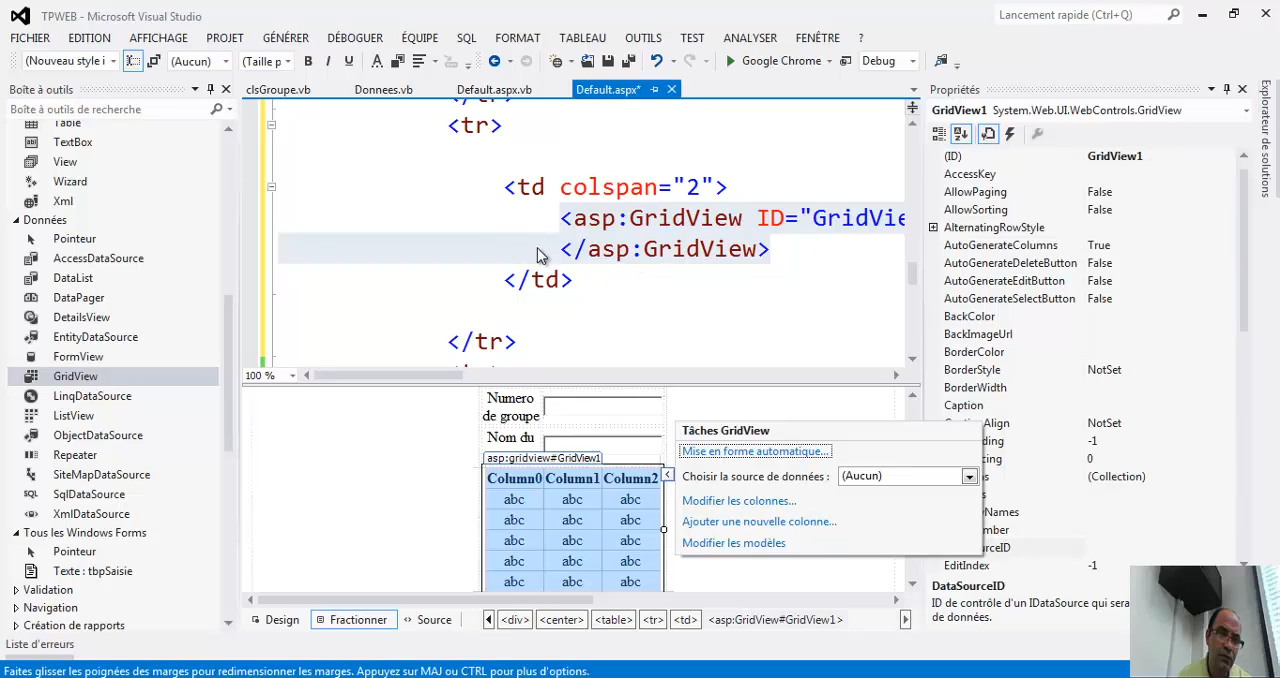 TPWEB - Microsoft Visual Studio
Lancement rapide (Ctrl+Q)
FICHIER EDITION AFFICHAGE PROJET GÉNÉRER DÉBOGUER ÉQUIPE SQL FORMAT TABLEAU OUTILS TEST ANALYSER FENÊTRE ?
(Nouveau style i (Aucun) (Taille p B I U A Google Chrome Debug
Boîte à outils
clsGroupe.vb Donnees.vb Default.aspx.vb Default.aspx*
Propriétés
Explorateur de solutions
Boîte à outils de recherche
GridView1 System.Web.UI.WebControls.GridView
Table
TextBox
View
Wizard
Xml
Données
Pointeur
AccessDataSource
DataList
DataPager
DetailsView
EntityDataSource
FormView
GridView
LinqDataSource
ListView
ObjectDataSource
Repeater
SiteMapDataSource
SqlDataSource
XmlDataSource
Tous les Windows Forms
Pointeur
Texte : tbpSaisie
Validation
Navigation
Création de rapports
Liste d'erreurs
<tr>
<td colspan="2">
<asp:GridView ID="GridVie
</asp:GridView>
</td>
</tr>
100 %
Numero
de groupe
Nom du
asp:gridview#GridView1
Column0 Column1 Column2
abc abc abc
abc abc abc
abc abc abc
abc abc abc
abc abc abc
Tâches GridView
Mise en forme automatique...
Choisir la source de données : (Aucun)
Modifier les colonnes...
Ajouter une nouvelle colonne...
Modifier les modèles
Design Fractionner Source <div> <center> <table> <tr> <td> <asp:GridView#GridView1>
(ID) GridView1
AccessKey
AllowPaging False
AllowSorting False
AlternatingRowStyle
AutoGenerateColumns True
AutoGenerateDeleteButton False
AutoGenerateEditButton False
AutoGenerateSelectButton False
BackColor
BackImageUrl
BorderColor
BorderStyle NotSet
BorderWidth
Caption
NotSet
-1
0
(Collection)
EditIndex -1
DataSourceID
ID de contrôle d'un IDataSource qui sera
de données.
Faites glisser les poignées des marges pour redimensionner les marges. Appuyez sur MAJ ou CTRL pour plus d'options.